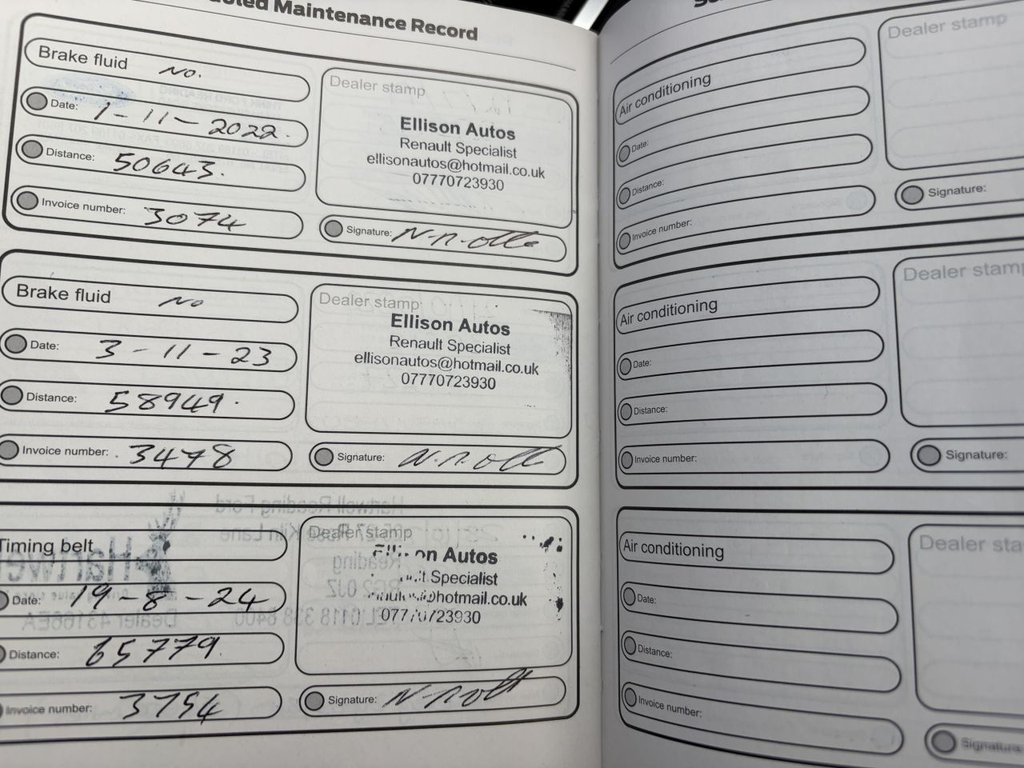 Maintenance Record
Brake fluid No.
Date: 1-11-2022.
Distance: 50643.
Invoice number: 3074
Dealer stamp
Ellison Autos
Renault Specialist
ellisonautos@hotmail.co.uk
07770723930
Signature:
Brake fluid No
Date: 3-11-23
Distance: 58949.
Invoice number: 3478
Dealer stamp
Ellison Autos
Renault Specialist
ellisonautos@hotmail.co.uk
07770723930
Signature:
Timing belt
Date: 19-8-24
Distance: 65779.
Invoice number: 3754
Dealer stamp
Ellison Autos
Specialist
@hotmail.co.uk
07770723930
Signature:
Air conditioning
Date:
Distance:
Invoice number:
Dealer stamp
Signature:
Air conditioning
Date:
Distance:
Invoice number:
Dealer stamp
Signature:
Air conditioning
Date:
Distance:
Invoice number:
Dealer sta
Signature: